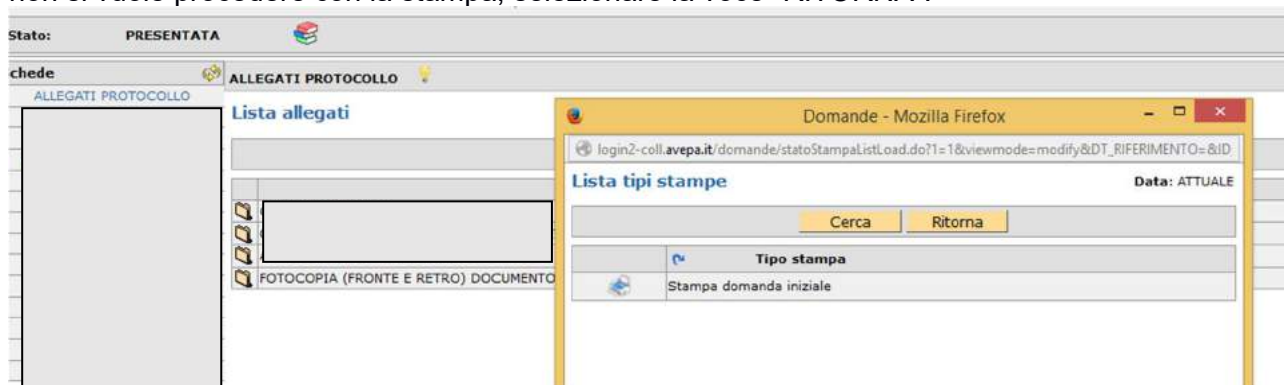 Stato: PRESENTATA
chede
ALLEGATI PROTOCOLLO
ALLEGATI PROTOCOLLO
Lista allegati
FOTOCOPIA (FRONTE E RETRO) DOCUMENTO
Domande - Mozilla Firefox
login2-coll.avepa.it/domande/statoStampaListLoad.do?1=1&viewmode=modify&DT_RIFERIMENTO=&ID
Lista tipi stampe Data: ATTUALE
Cerca Ritorna
Tipo stampa
Stampa domanda iniziale